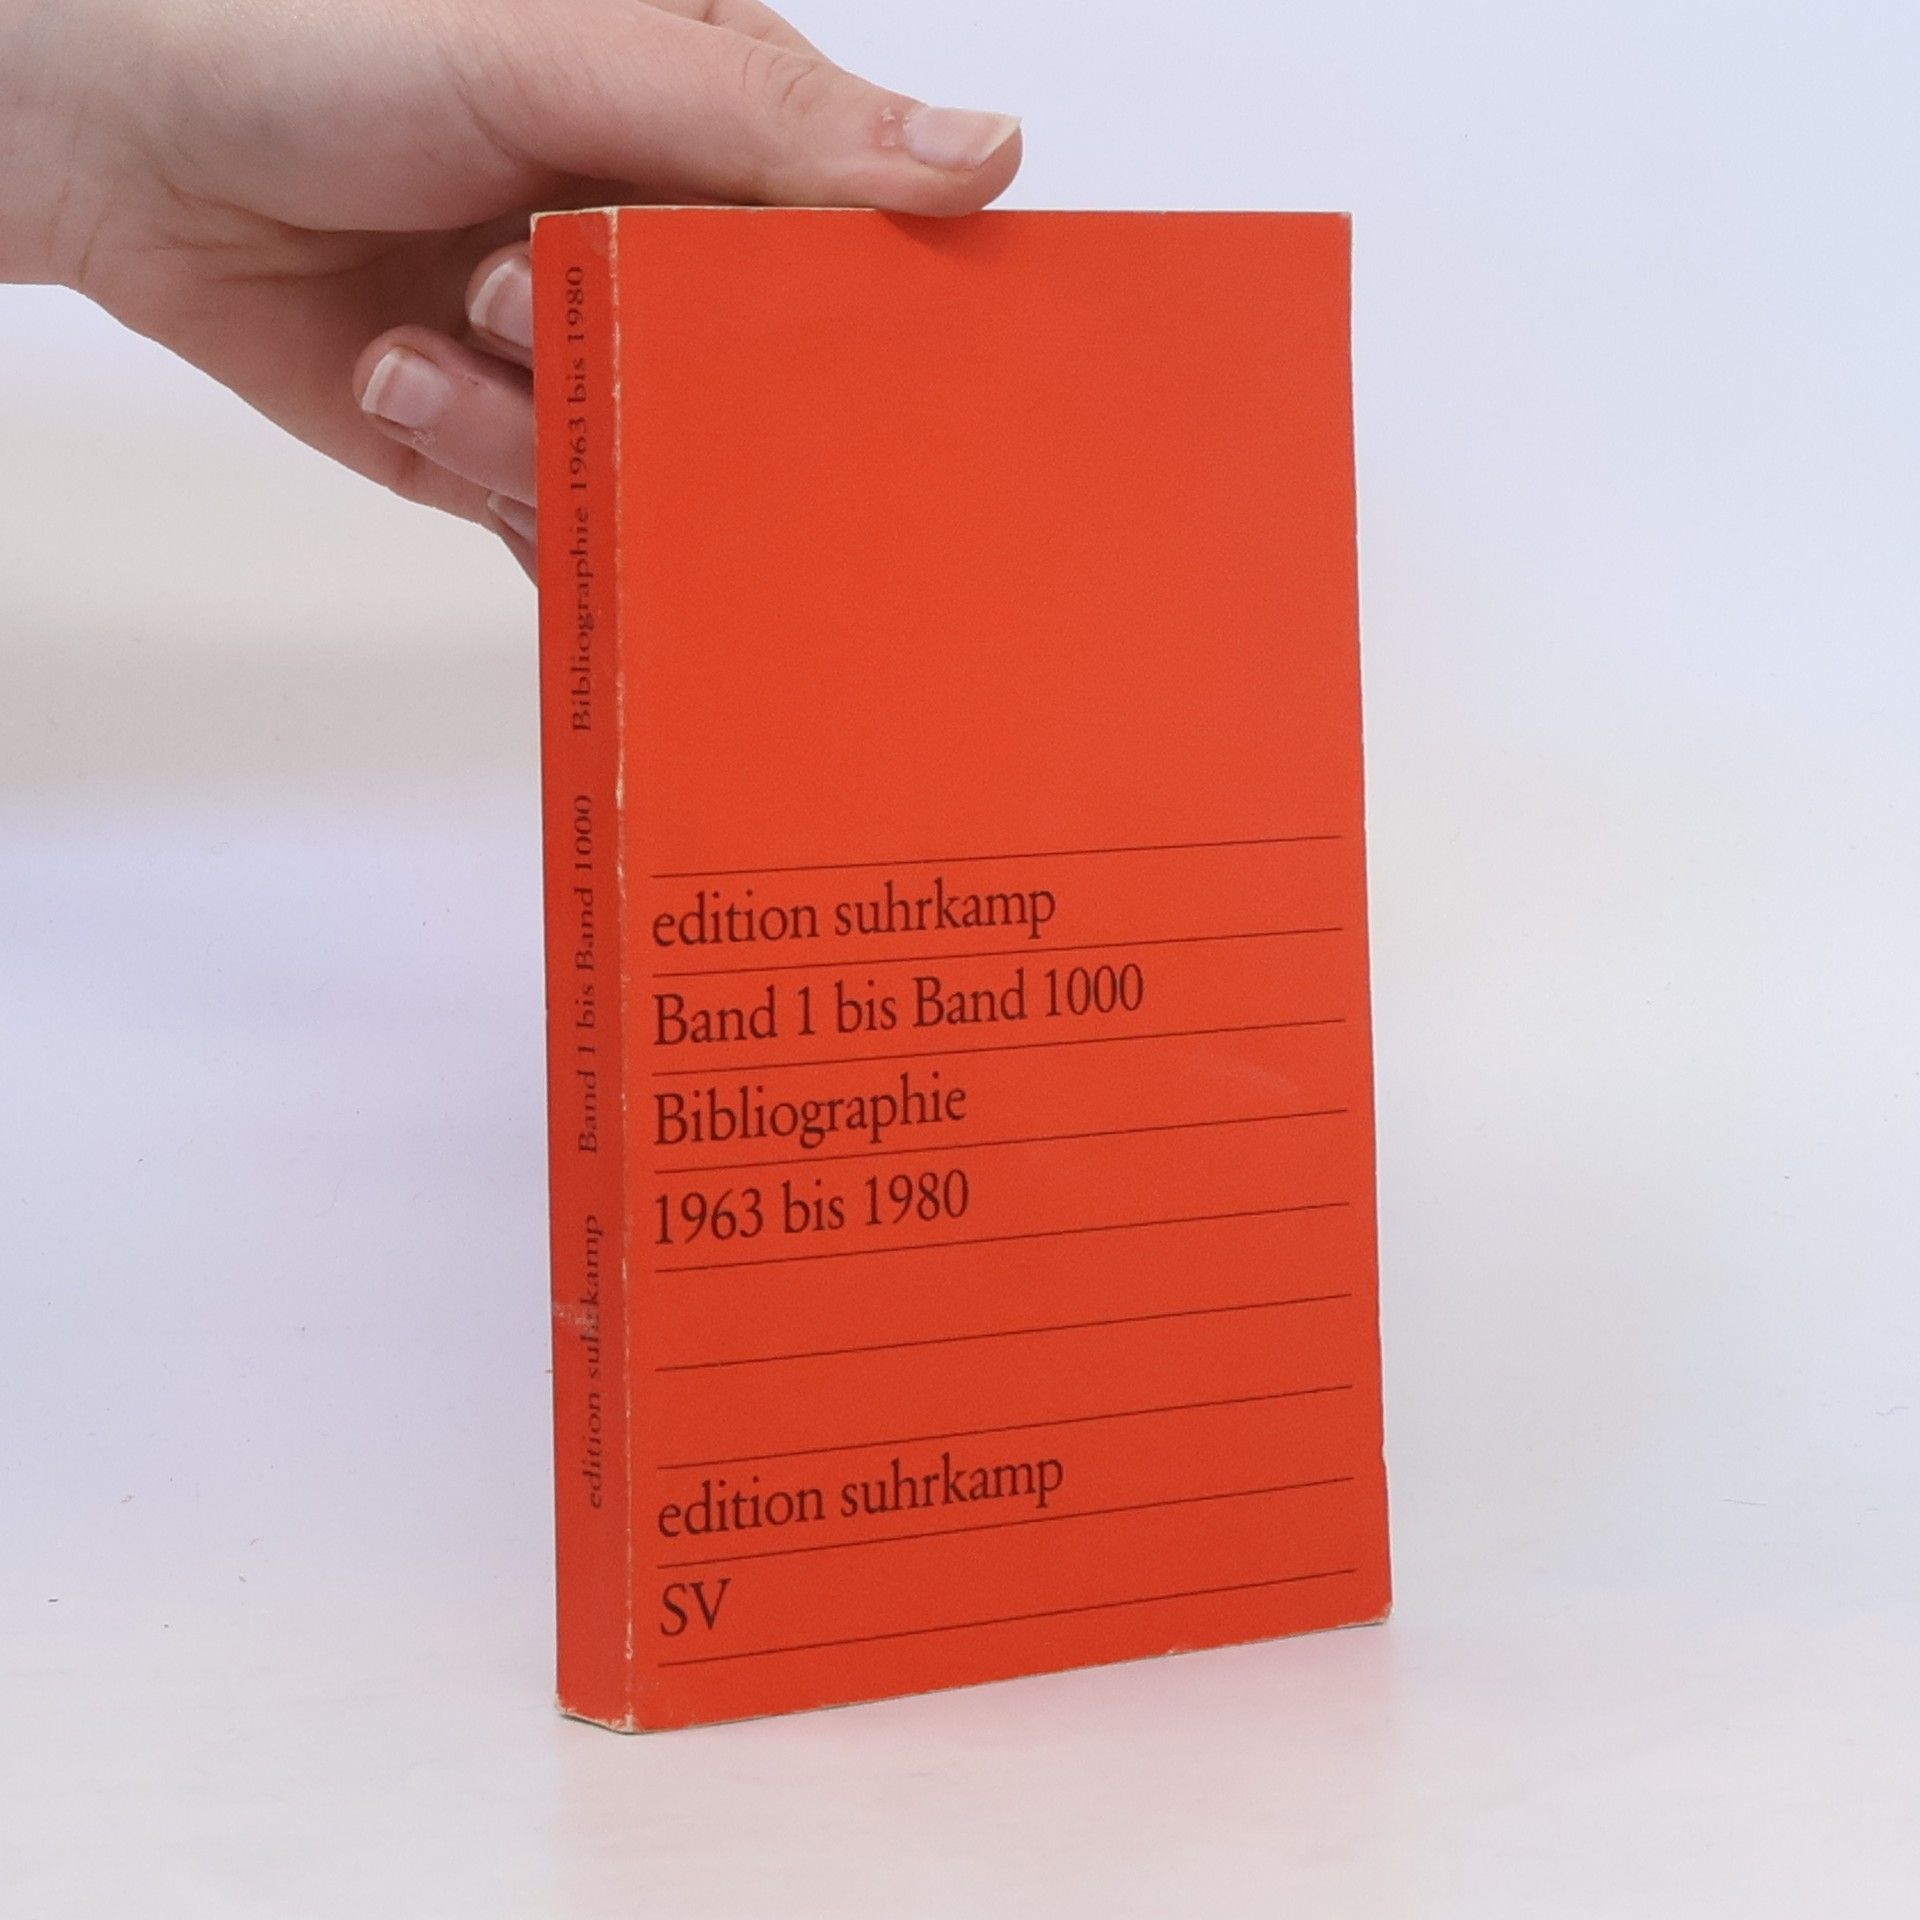 edition suhrkamp Band 1 bis Band 1000 Bibliographie 1963 bis 1980
edition suhrkamp
Band 1 bis Band 1000
Bibliographie
1963 bis 1980
edition suhrkamp
SV